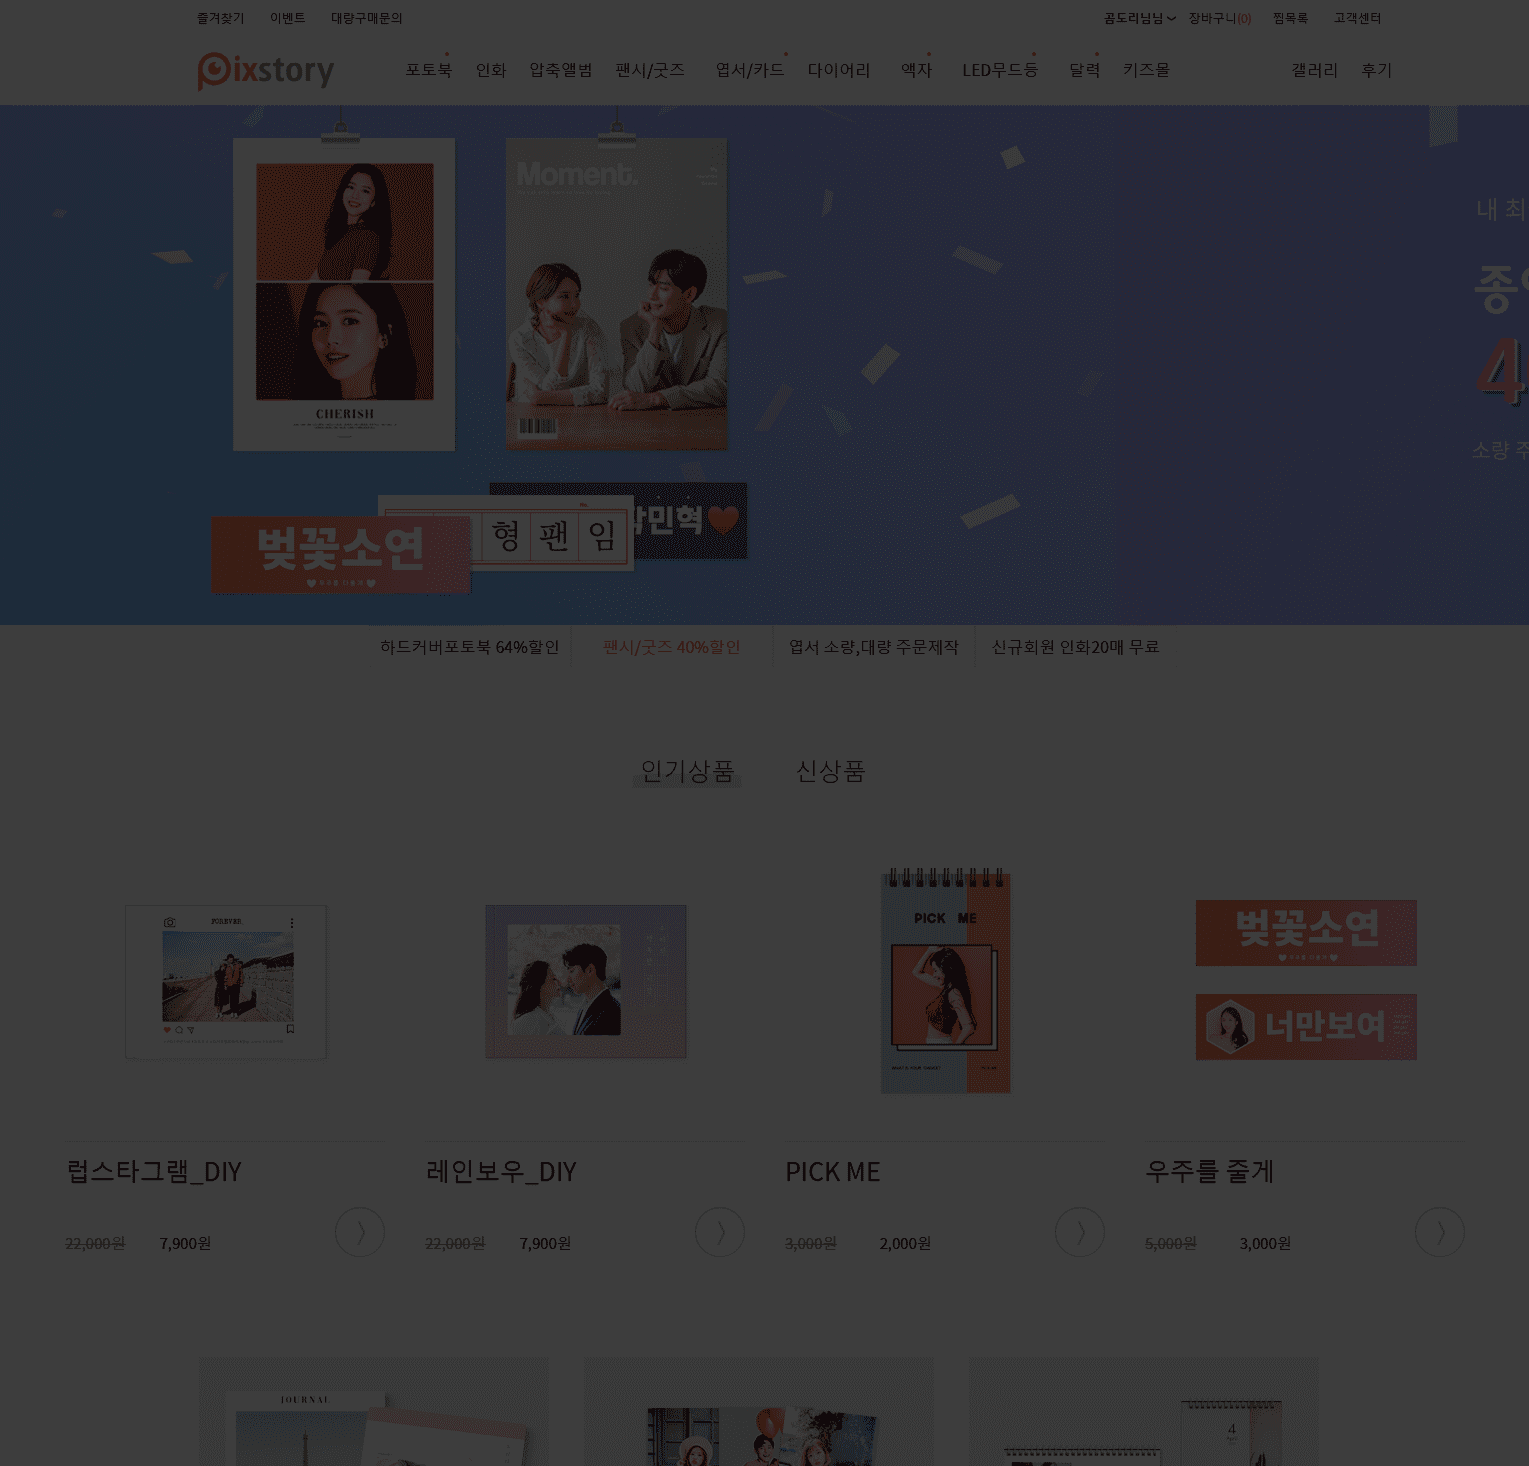 즐겨찾기 이벤트 대량구매문의 곰도리님님 장바구니(0) 찜목록 고객센터
Pixstory 포토북 인화 압축앨범 팬시/굿즈 엽서/카드 다이어리 액자 LED무드등 달력 키즈몰 갤러리 후기
Moment.
내 최
종이
4
CHERISH
소량 주
박민혁
형 팬 임
벚꽃소연
하드커버포토북 64%할인 팬시/굿즈 40%할인 엽서 소량,대량 주문제작 신규회원 인화20매 무료
인기상품 신상품
FOREVER.
PICK ME
벚꽃소연
너만보여
럽스타그램_DIY 레인보우_DIY PICK ME 우주를 줄게
22,000원 7,900원 22,000원 7,900원 3,000원 2,000원 5,000원 3,000원
JOURNAL
4